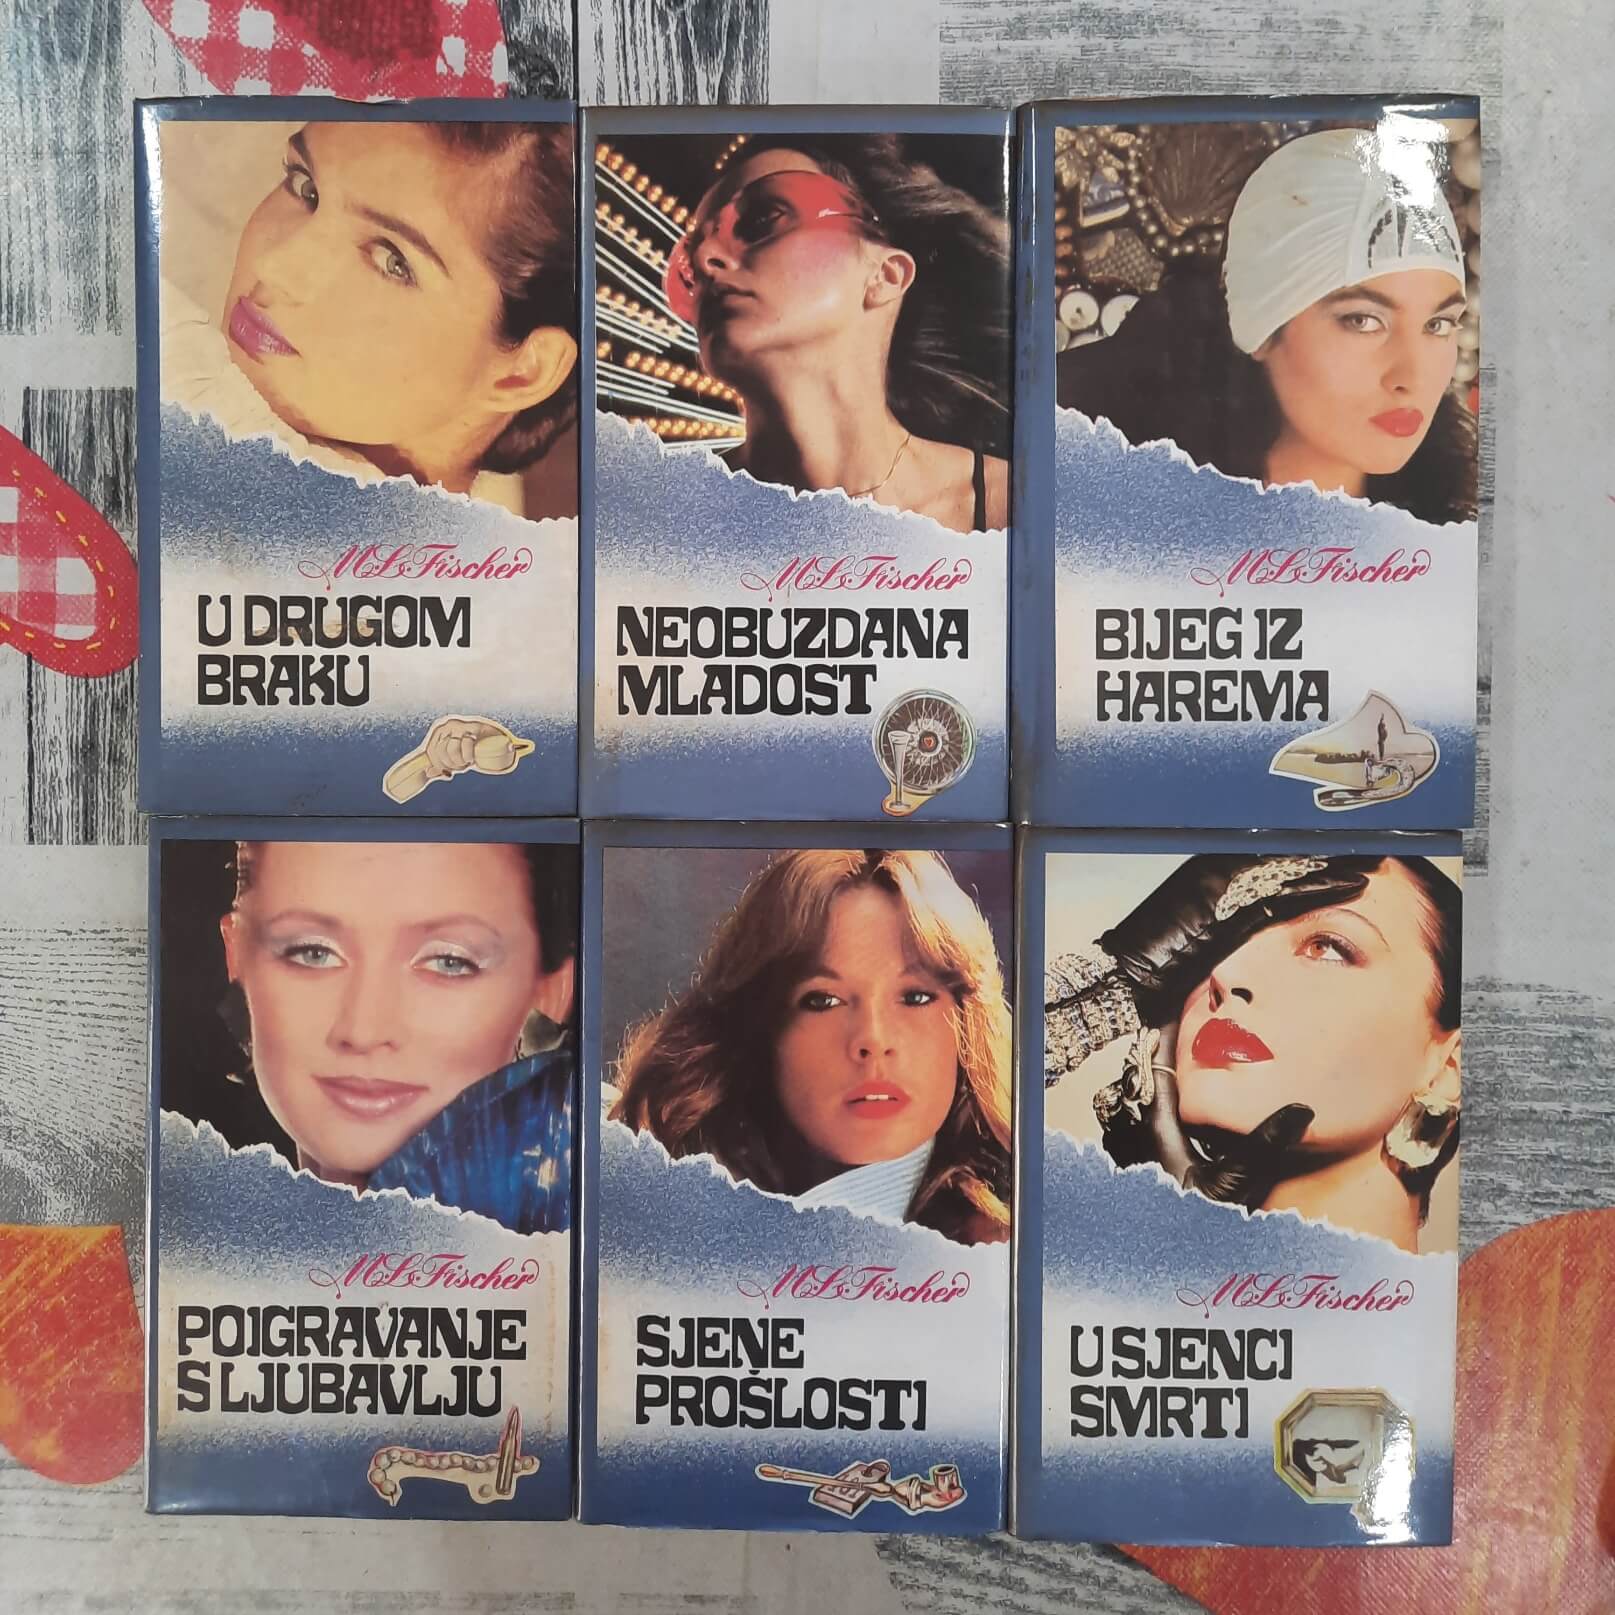 M.L. Fischer
U DRUGOM
BRAKU
M.L. Fischer
NEOBUZDANA
MLADOST
M.L. Fischer
BIJEG IZ
HAREMA
M.L. Fischer
POIGRAVANJE
S LJUBAVLJU
M.L. Fischer
SJENE
PROŠLOSTI
M.L. Fischer
U SJENCI
SMRTI